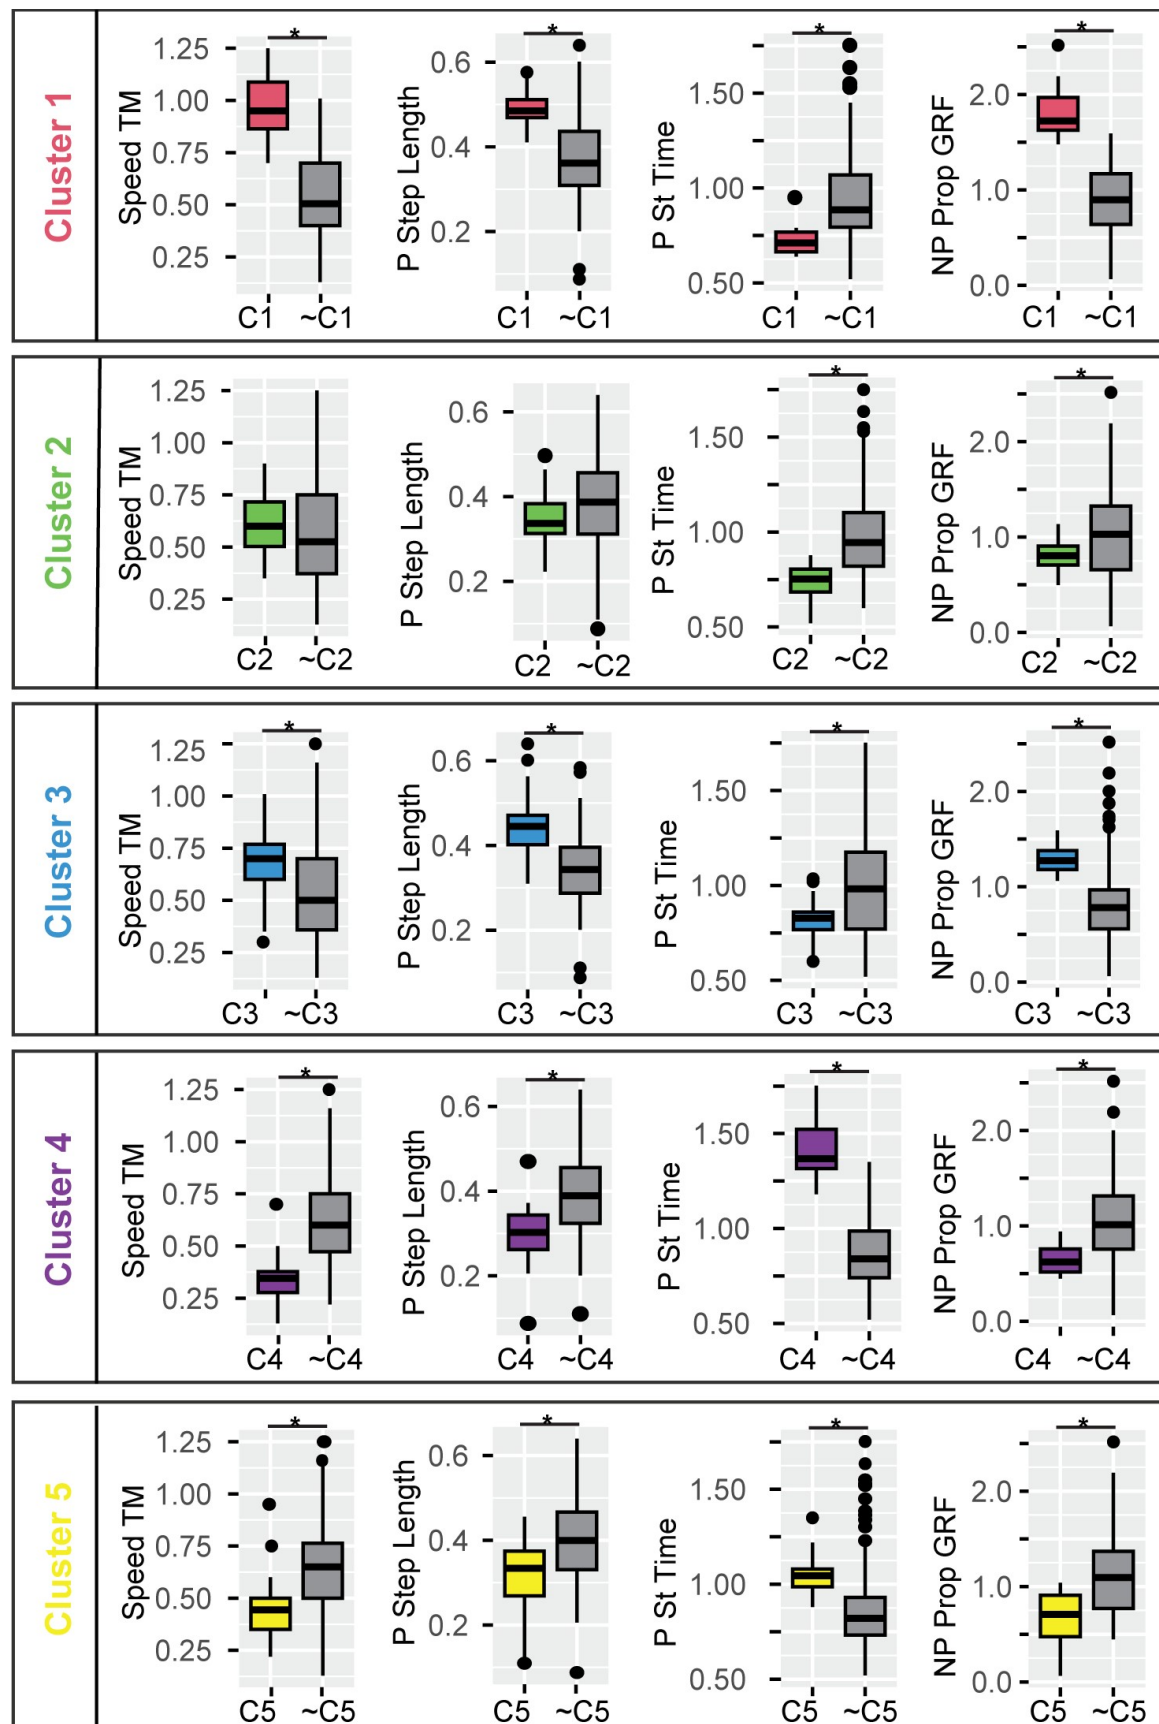 Cluster 1
Speed TM
1.25
1.00
0.75
0.50
0.25
*
C1 ~C1
P Step Length
0.6
0.4
0.2
*
C1 ~C1
P St Time
1.50
1.00
0.50
*
C1 ~C1
NP Prop GRF
2.0
1.0
0.0
*
C1 ~C1
Cluster 2
Speed TM
1.25
1.00
0.75
0.50
0.25
C2 ~C2
P Step Length
0.6
0.4
0.2
C2 ~C2
P St Time
1.50
1.00
0.50
*
C2 ~C2
NP Prop GRF
2.0
1.0
0.0
*
C2 ~C2
Cluster 3
Speed TM
1.25
1.00
0.75
0.50
0.25
*
C3 ~C3
P Step Length
0.6
0.4
0.2
*
C3 ~C3
P St Time
1.50
1.00
0.50
*
C3 ~C3
NP Prop GRF
2.0
1.0
0.0
*
C3 ~C3
Cluster 4
Speed TM
1.25
1.00
0.75
0.50
0.25
*
C4 ~C4
P Step Length
0.6
0.4
0.2
*
C4 ~C4
P St Time
1.50
1.00
0.50
*
C4 ~C4
NP Prop GRF
2.0
1.0
0.0
*
C4 ~C4
Cluster 5
Speed TM
1.25
1.00
0.75
0.50
0.25
*
C5 ~C5
P Step Length
0.6
0.4
0.2
*
C5 ~C5
P St Time
1.50
1.00
0.50
*
C5 ~C5
NP Prop GRF
2.0
1.0
0.0
*
C5 ~C5